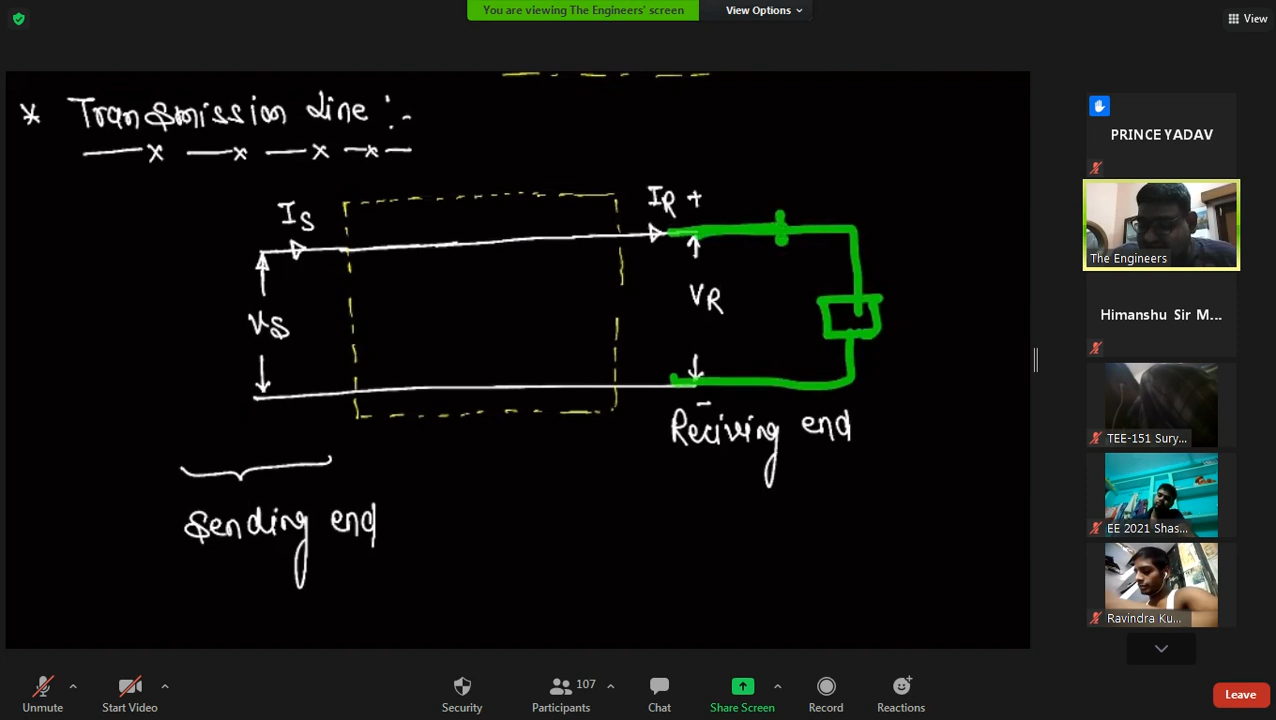 You are viewing The Engineers' screen
View Options
View
* Transmission Line :-
IS
IR +
VS
VR
-
Reciving end
Sending end
PRINCE YADAV
The Engineers
Himanshu Sir M...
TEE-151 Sury...
EE 2021 Shas...
Ravindra Ku...
Unmute
Start Video
Security
107
Participants
Chat
Share Screen
Record
Reactions
Leave